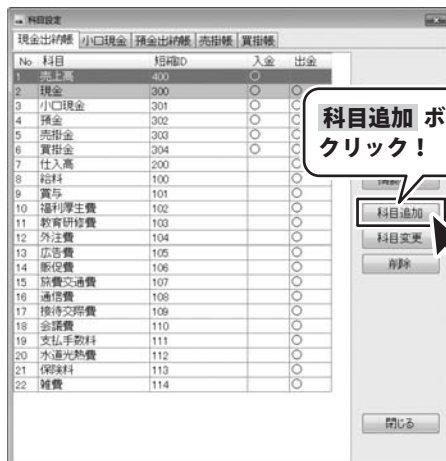 科目設定
現金出納帳 小口現金 預金出納帳 売掛帳 買掛帳
No 科目 短縮ID 入金 出金
1 売上高 400 ○
2 現金 300 ○ ○
3 小口現金 301 ○ ○
4 預金 302 ○ ○
5 売掛金 303 ○ ○
6 買掛金 304 ○ ○
7 仕入高 200 ○
8 給料 100 ○
9 賞与 101 ○
10 福利厚生費 102 ○
11 教育研修費 103 ○
12 外注費 104 ○
13 広告費 105 ○
14 販促費 106 ○
15 旅費交通費 107 ○
16 通信費 108 ○
17 接待交際費 109 ○
18 会議費 110 ○
19 支払手数料 111 ○
20 水道光熱費 112 ○
21 保険料 113 ○
22 雑費 114 ○
科目追加 ボ
クリック！
科目追加
科目変更
削除
閉じる